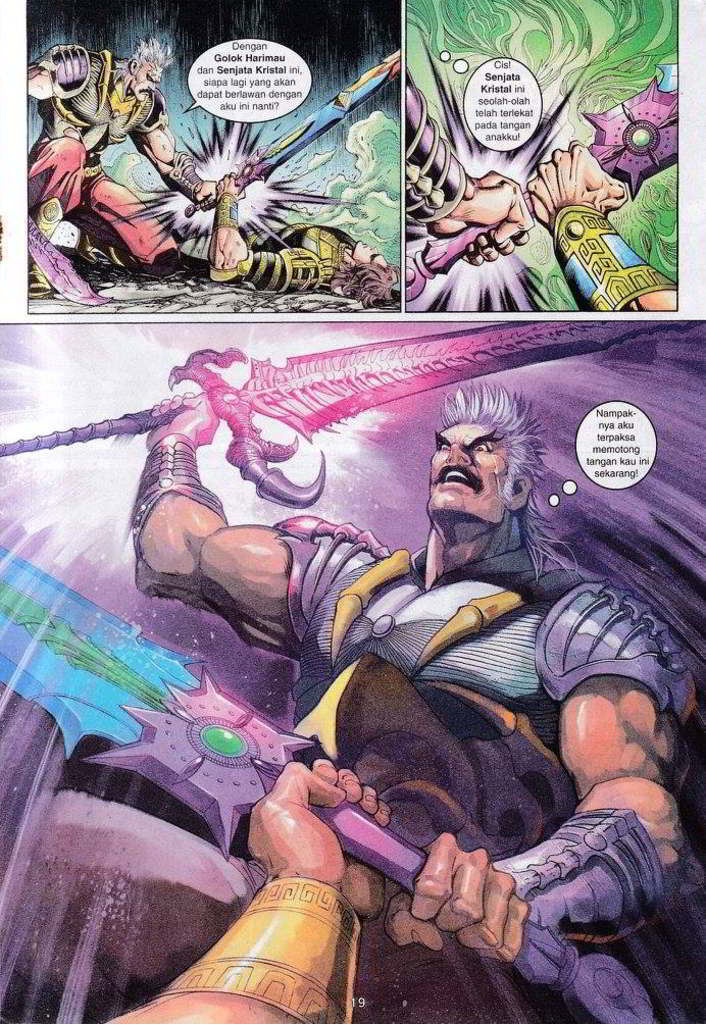 Dengan
Golok Harimau
dan Senjata Kristal ini,
siapa lagi yang akan
dapat berlawan dengan
aku ini nanti?
Cis!
Senjata
Kristal ini
seolah-olah
telah terlekat
pada tangan
anakku!
Nampak-
nya aku
terpaksa
memotong
tangan kau ini
sekarang!
19